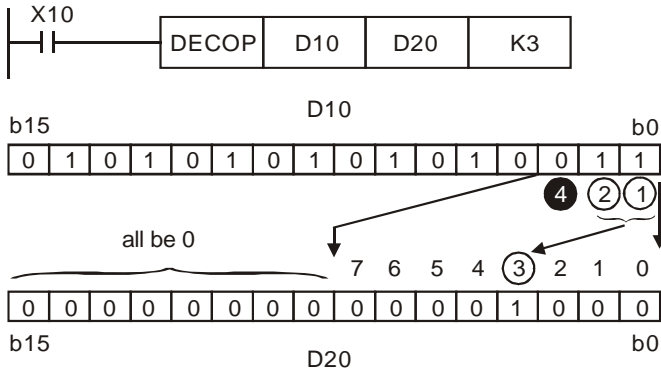 X10
DECOP D10 D20 K3
D10
b15 b0
0 1 0 1 0 1 0 1 0 1 0 1 0 0 1 1
4 2 1
all be 0
7 6 5 4 3 2 1 0
0 0 0 0 0 0 0 0 0 0 0 0 1 0 0 0
b15 b0
D20